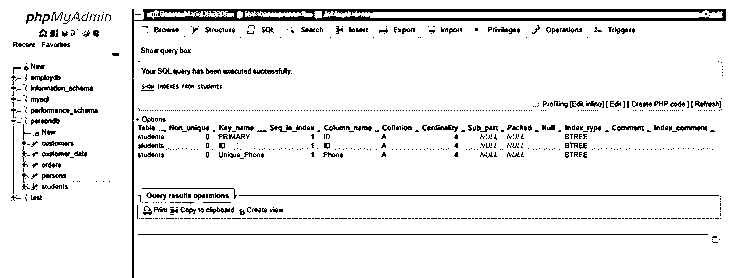 phpMyAdmin
Recent Favorites
New
employdb
information_schema
mysql
performance_schema
persondb
New
customers
customer_data
orders
persons
students
test
Browse Structure SQL Search Insert Export Import Privileges Operations Triggers
Show query box
Your SQL query has been executed successfully.
SHOW INDEXES FROM students
Profiling [Edit inline] [ Edit ] [ Create PHP code ] [ Refresh]
+ Options
Table Non_unique Key_name Seq_in_index Column_name Collation Cardinality Sub_part Packed Null Index_type Comment Index_comment
students 0 PRIMARY 1 ID A 4 NULL NULL BTREE
students 0 ID 1 ID A 4 NULL NULL BTREE
students 0 Unique_Phone 1 Phone A 4 NULL NULL BTREE
Query results operations
Print Copy to clipboard Create view